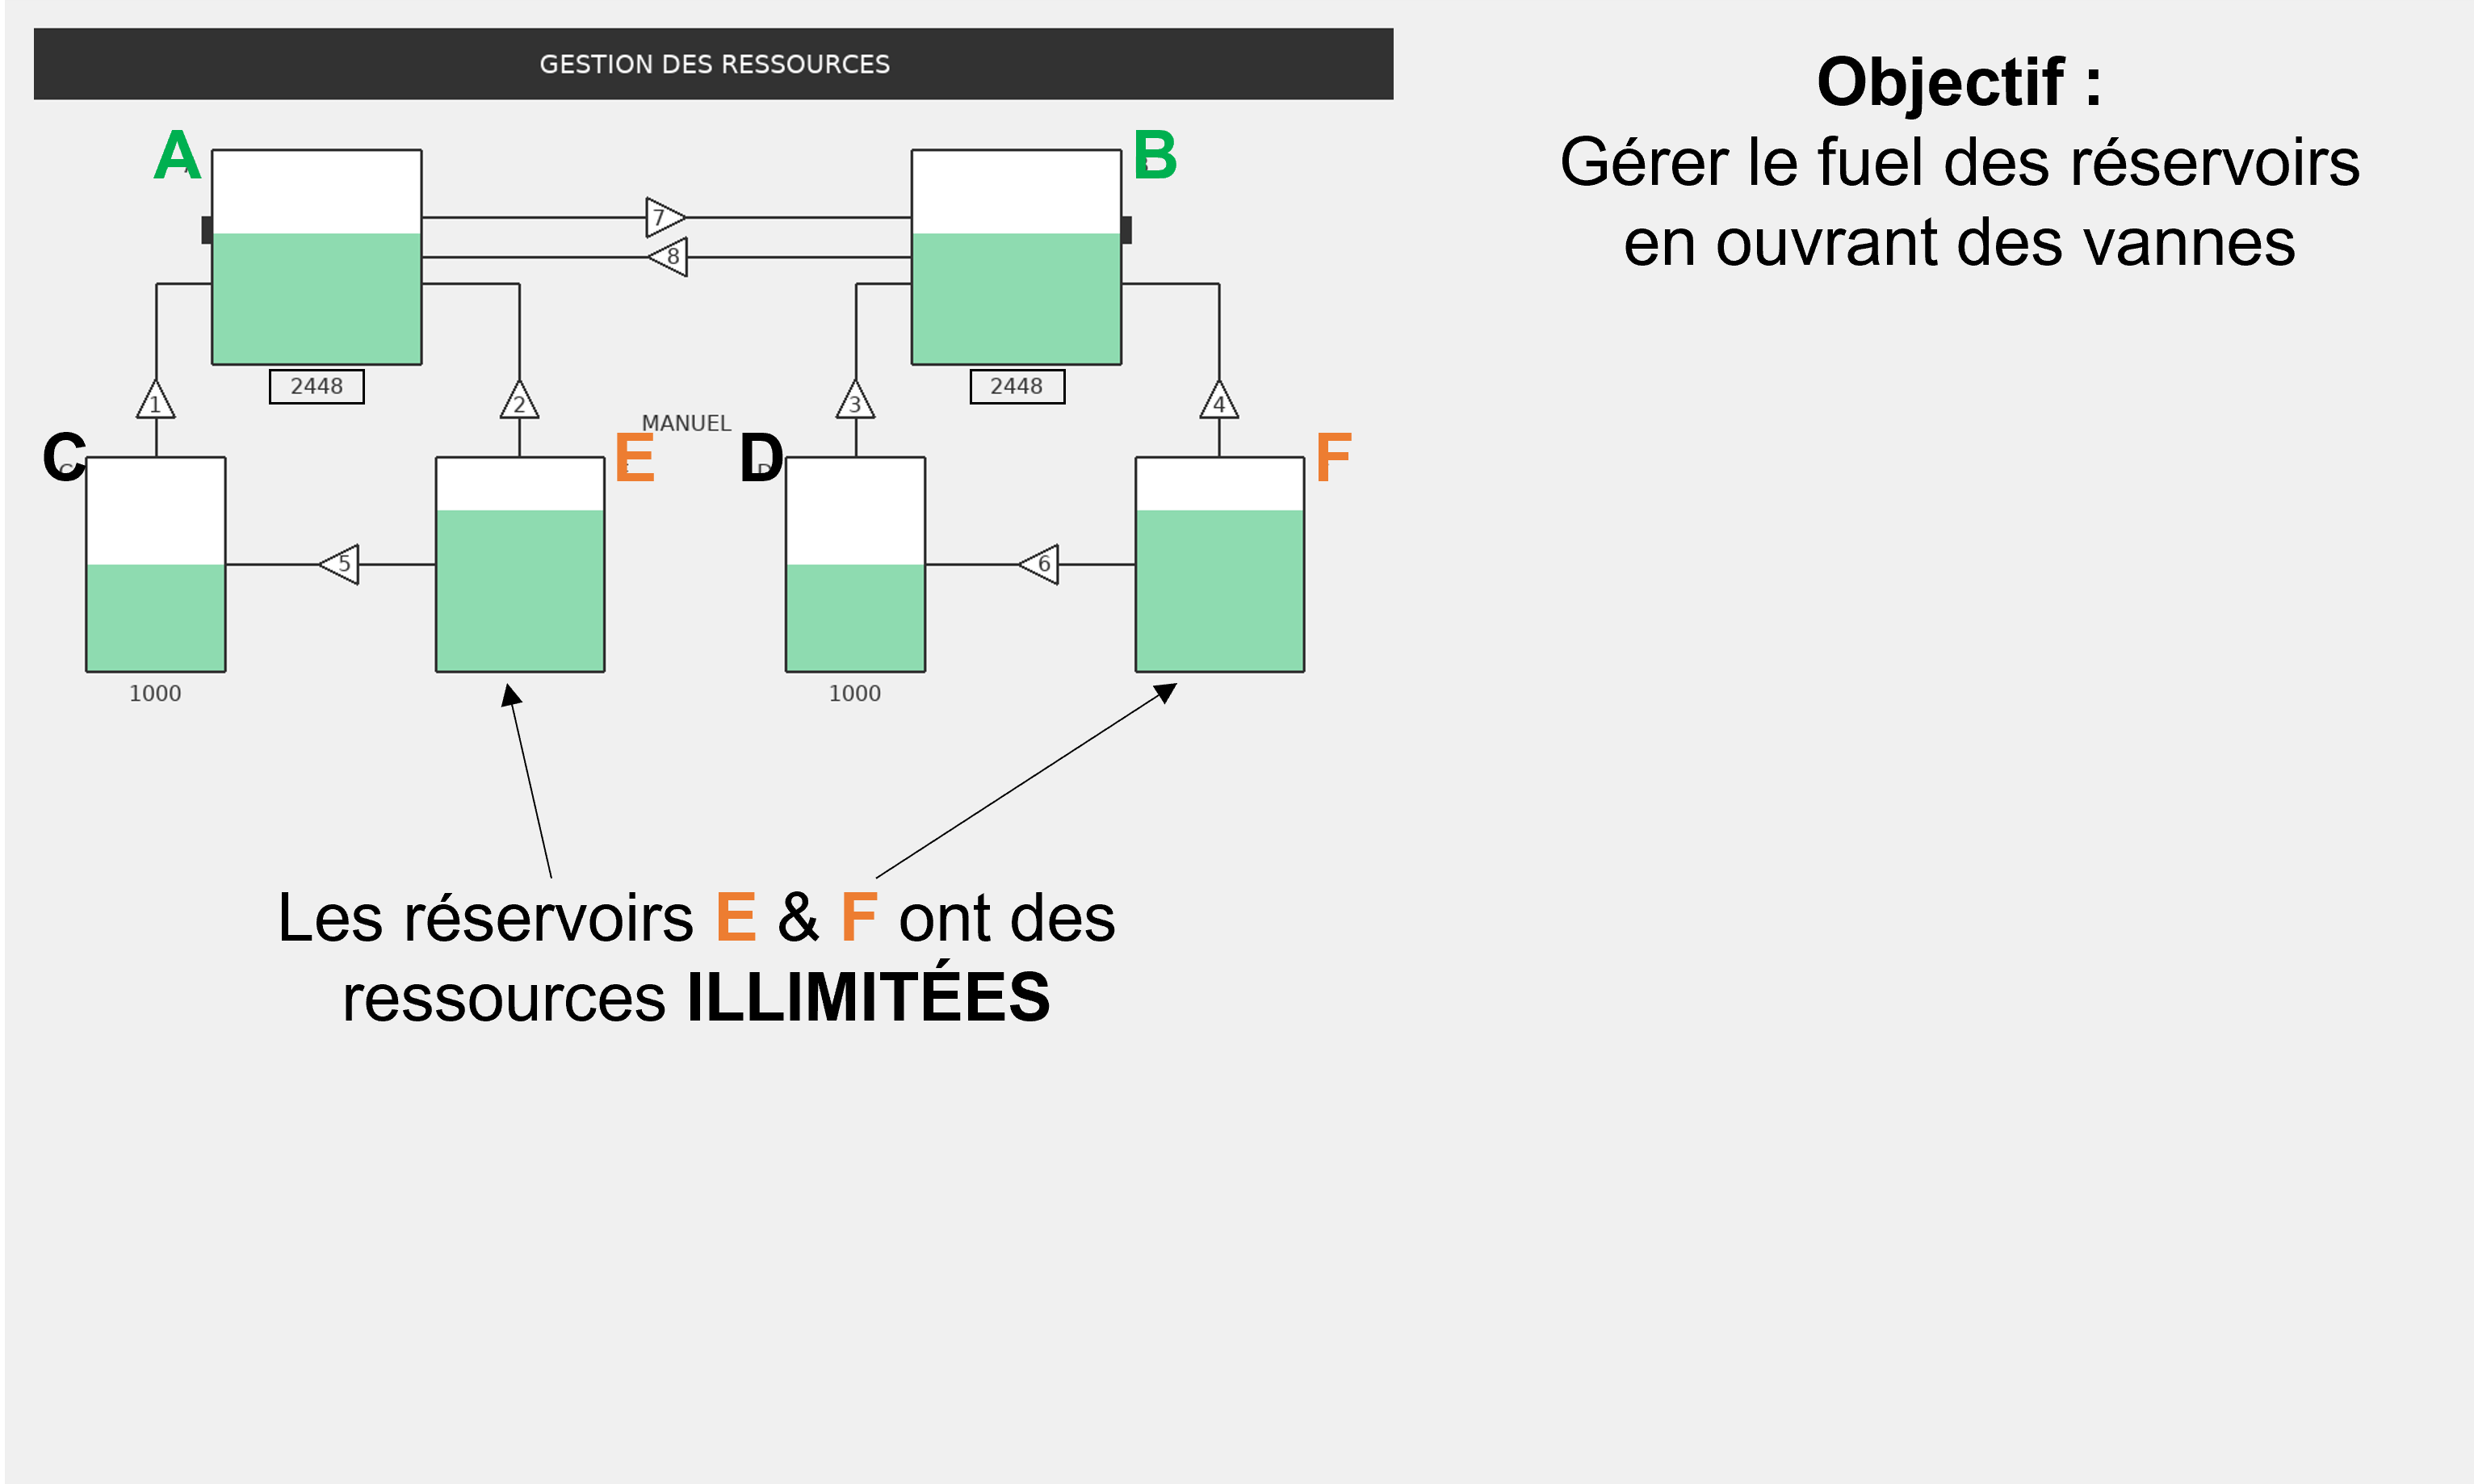 GESTION DES RESSOURCES
Objectif :
Gérer le fuel des réservoirs
en ouvrant des vannes
A
B
7
8
2448
2448
1
2
3
4
MANUEL
C
E
D
F
5
6
1000
1000
Les réservoirs E & F ont des
ressources ILLIMITÉES